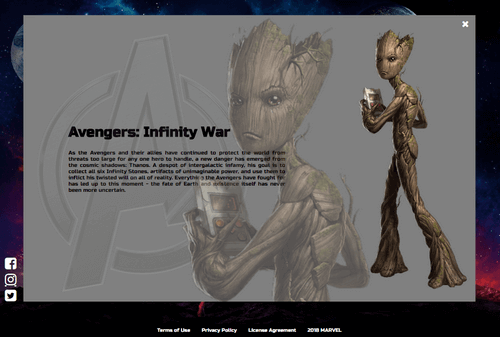 Avengers: Infinity War
As the Avengers and their allies have continued to protect the world from
threats too large for any one hero to handle, a new danger has emerged from
the cosmic shadows: Thanos. A despot of intergalactic infamy, his goal is to
collect all six Infinity Stones, artifacts of unimaginable power, and use them to
inflict his twisted will on all of reality. Everything the Avengers have fought for
has led up to this moment - the fate of Earth and existence itself has never
been more uncertain.
Terms of Use Privacy Policy License Agreement 2018 MARVEL